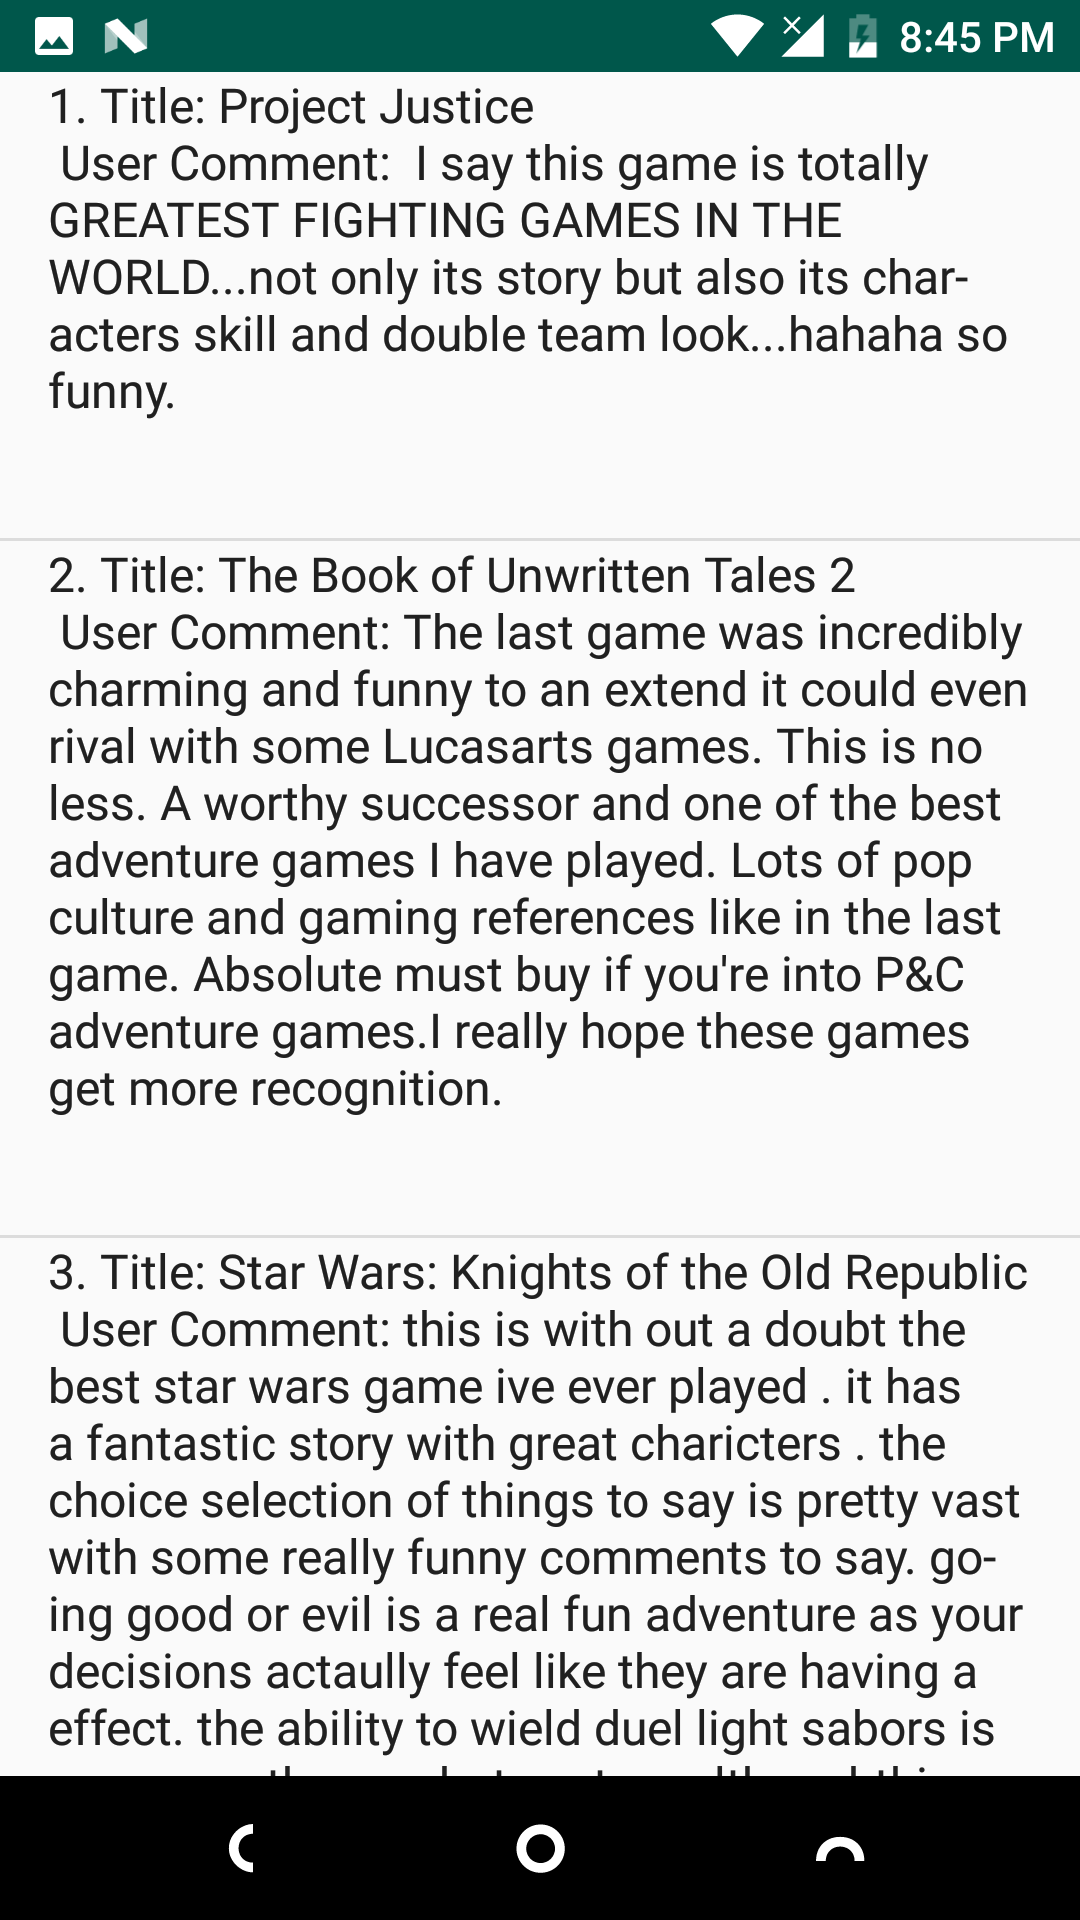 8:45 PM
1. Title: Project Justice
User Comment:  I say this game is totally
GREATEST FIGHTING GAMES IN THE
WORLD...not only its story but also its char-
acters skill and double team look...hahaha so
funny.
2. Title: The Book of Unwritten Tales 2
User Comment: The last game was incredibly
charming and funny to an extend it could even
rival with some Lucasarts games. This is no
less. A worthy successor and one of the best
adventure games I have played. Lots of pop
culture and gaming references like in the last
game. Absolute must buy if you're into P&C
adventure games.I really hope these games
get more recognition.
3. Title: Star Wars: Knights of the Old Republic
User Comment: this is with out a doubt the
best star wars game ive ever played . it has
a fantastic story with great charicters . the
choice selection of things to say is pretty vast
with some really funny comments to say. go-
ing good or evil is a real fun adventure as your
decisions actaully feel like they are having a
effect. the ability to wield duel light sabors is